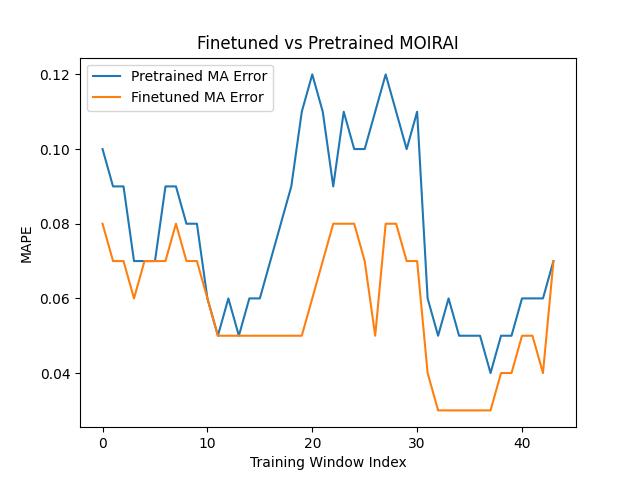 Finetuned vs Pretrained MOIRAI
Pretrained MA Error
Finetuned MA Error
MAPE
0.12
0.10
0.08
0.06
0.04
0 10 20 30 40
Training Window Index